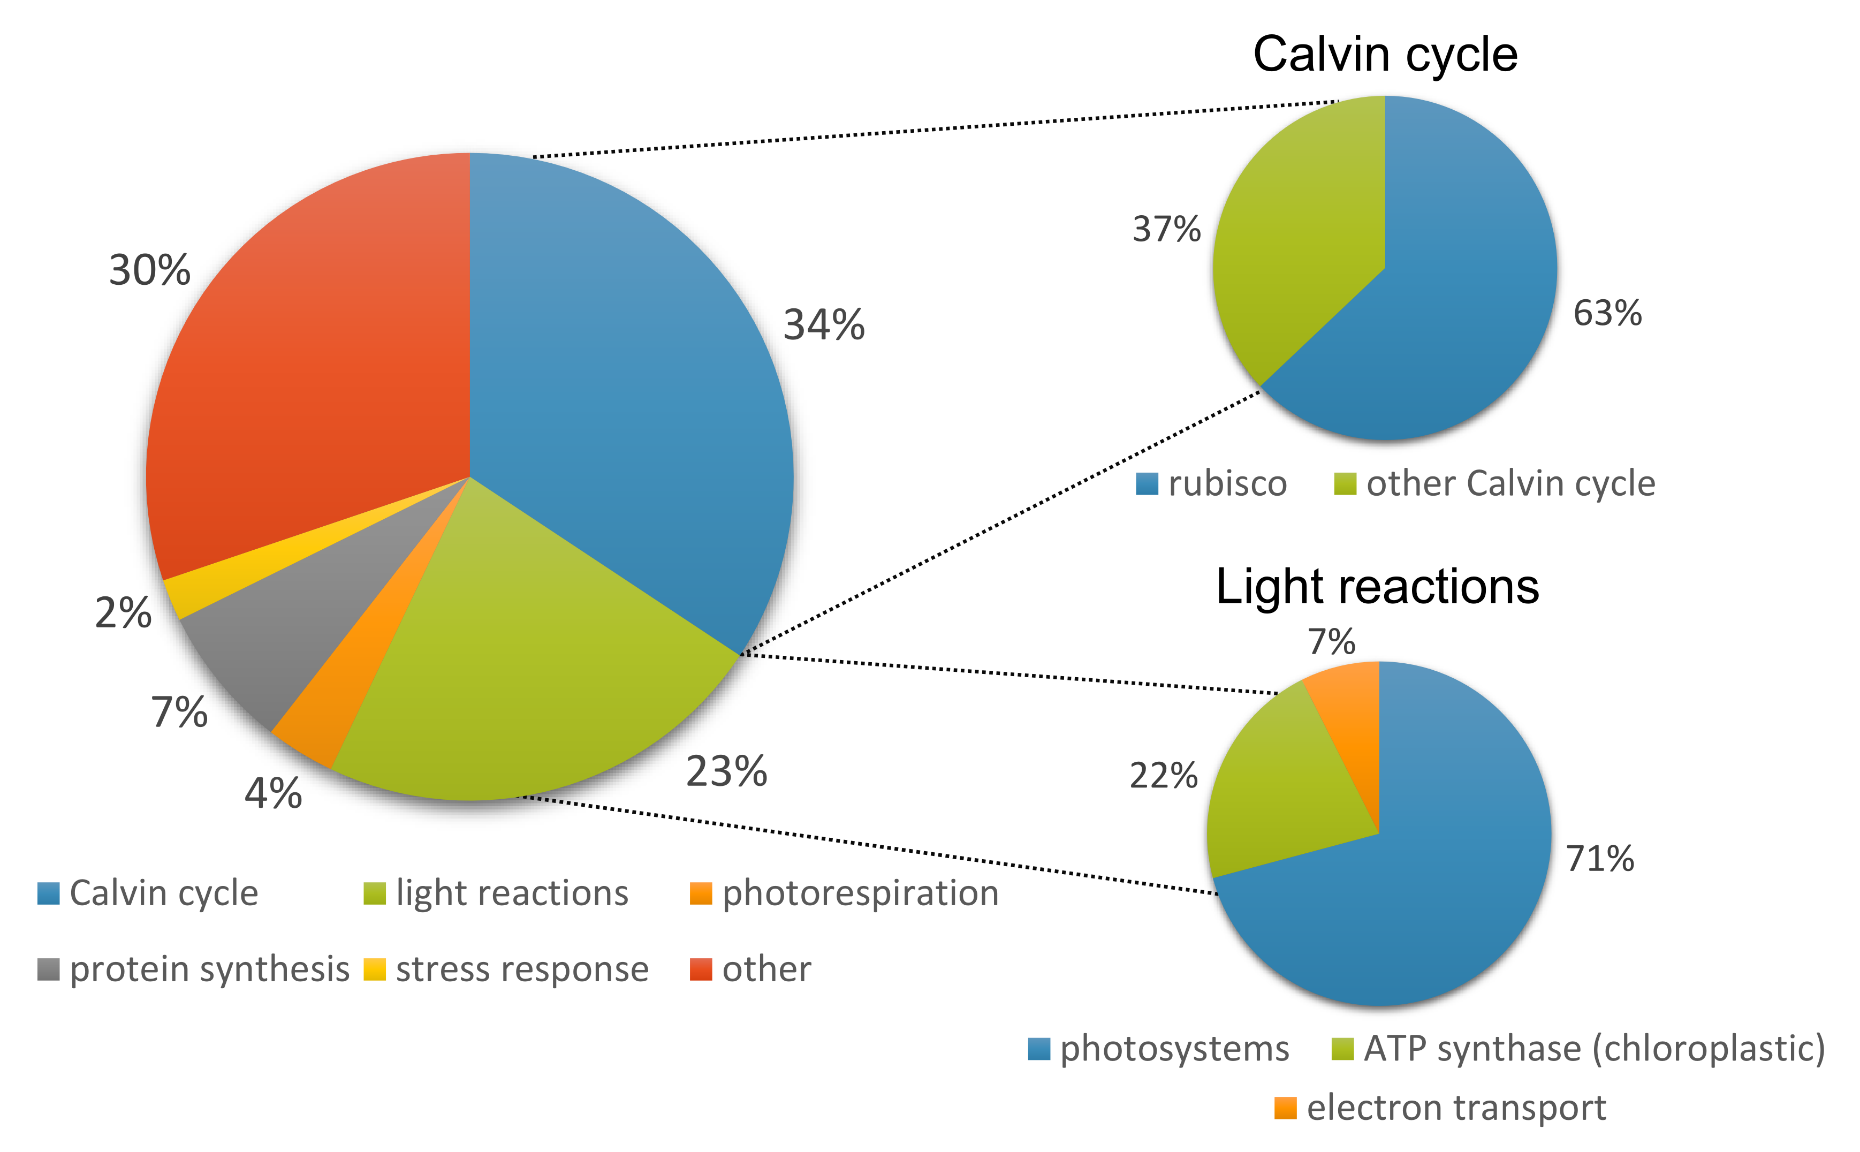 Calvin cycle
30%
34%
37%
63%
rubisco
other Calvin cycle
2%
7%
4%
23%
Light reactions
7%
22%
71%
Calvin cycle
light reactions
photorespiration
protein synthesis
stress response
other
photosystems
ATP synthase (chloroplastic)
electron transport